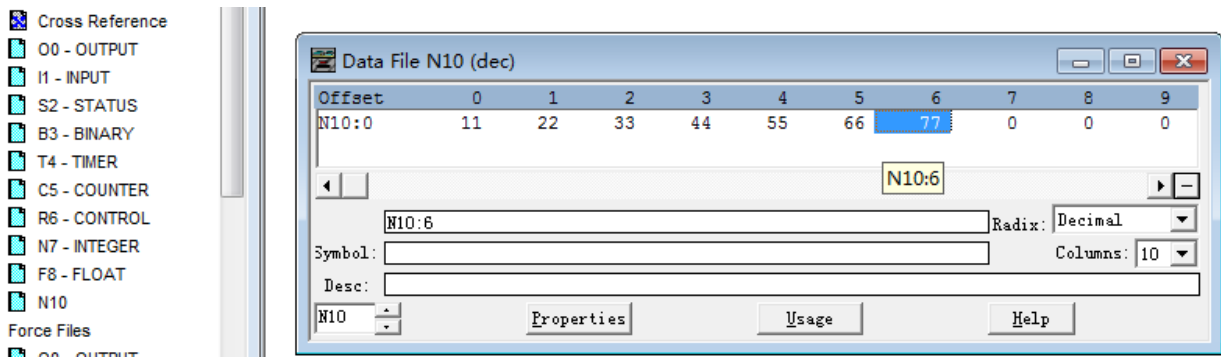 Cross Reference
O0 - OUTPUT
I1 - INPUT
S2 - STATUS
B3 - BINARY
T4 - TIMER
C5 - COUNTER
R6 - CONTROL
N7 - INTEGER
F8 - FLOAT
N10
Force Files
O0 - OUTPUT
Data File N10 (dec)
Offset 0 1 2 3 4 5 6 7 8 9
N10:0 11 22 33 44 55 66 77 0 0 0
N10:6
N10:6 Radix: Decimal
Symbol: Columns: 10
Desc:
N10 Properties Usage Help